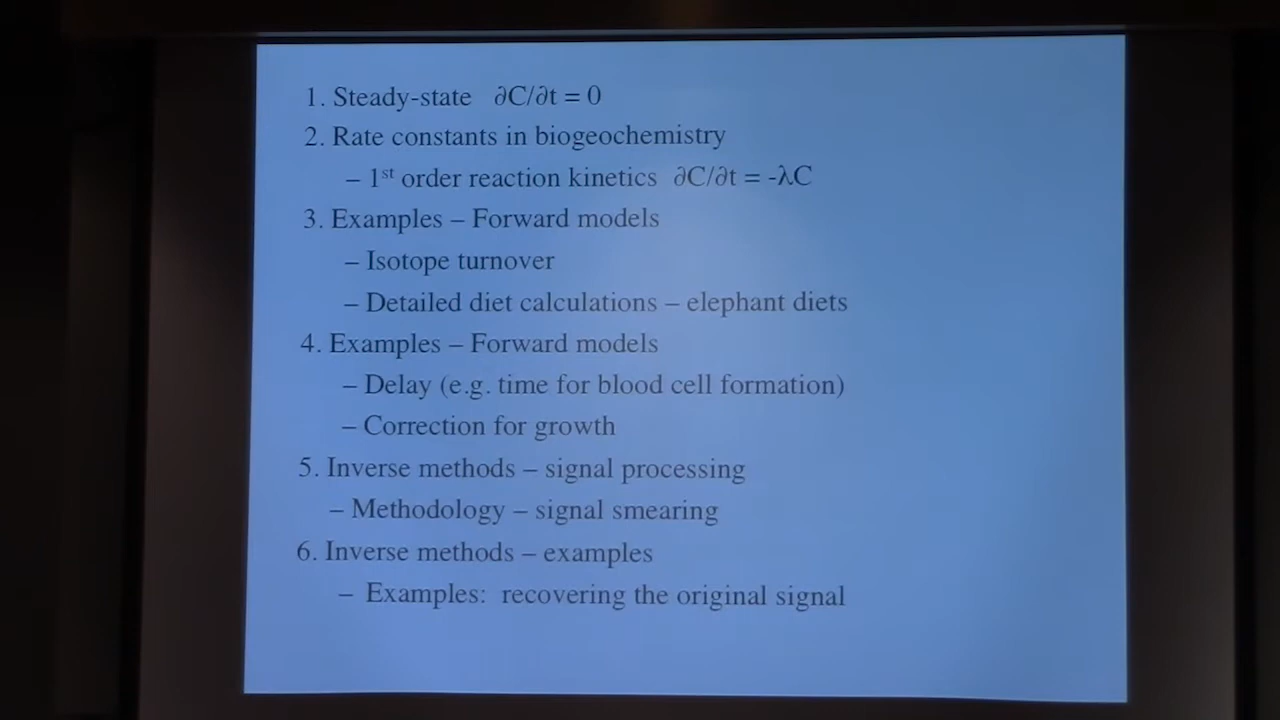 1. Steady-state ∂C/∂t = 0
2. Rate constants in biogeochemistry
– 1st order reaction kinetics ∂C/∂t = -λC
3. Examples – Forward models
– Isotope turnover
– Detailed diet calculations – elephant diets
4. Examples – Forward models
– Delay (e.g. time for blood cell formation)
– Correction for growth
5. Inverse methods – signal processing
– Methodology – signal smearing
6. Inverse methods – examples
– Examples: recovering the original signal